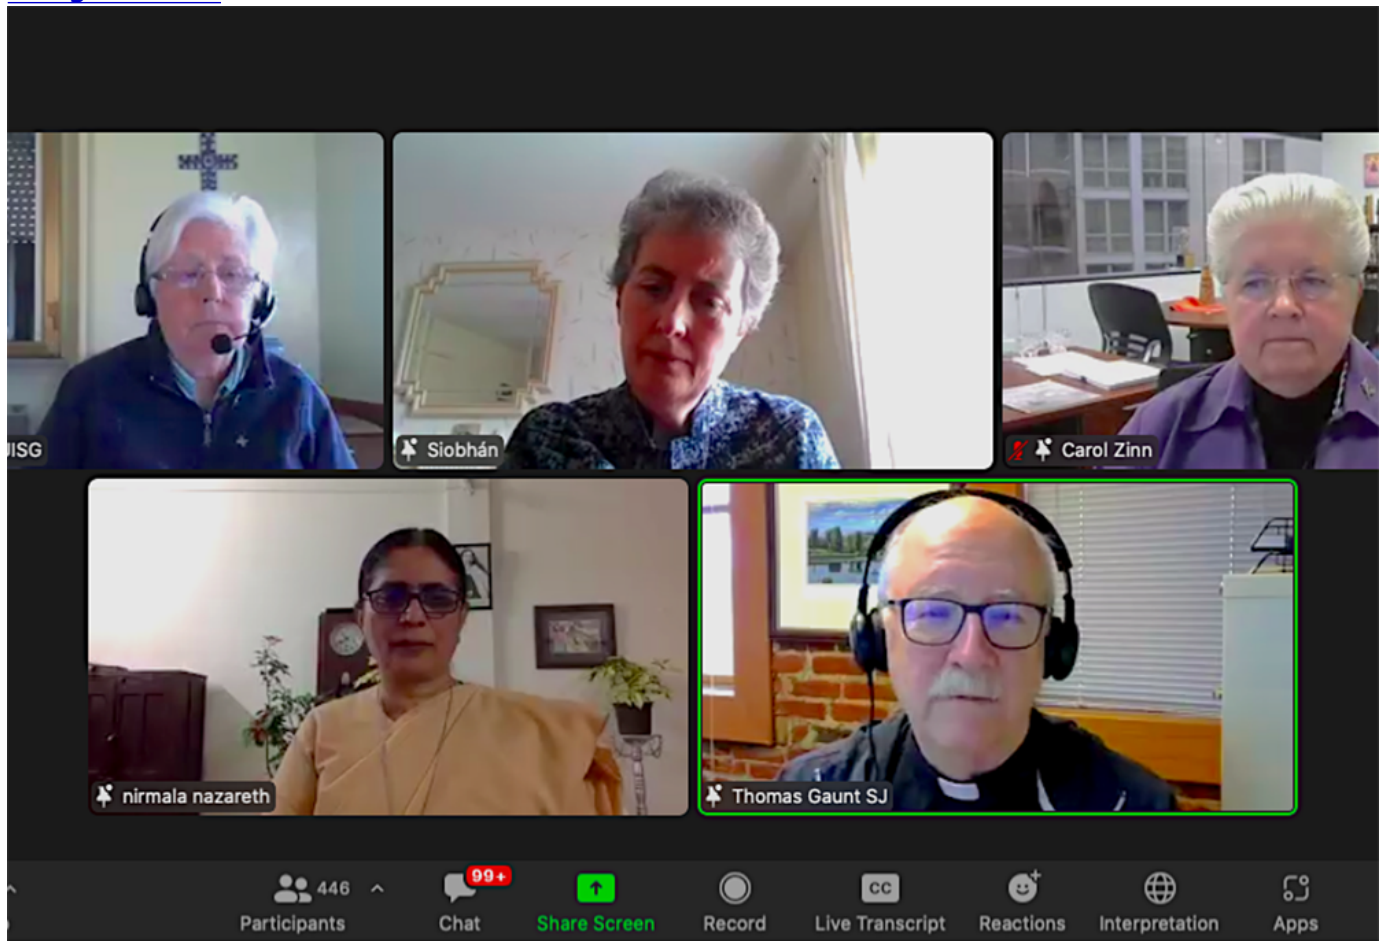 JISG
Siobhán
Carol Zinn
nirmala nazareth
Thomas Gaunt SJ
446
99+
CC
Participants
Chat
Share Screen
Record
Live Transcript
Reactions
Interpretation
Apps